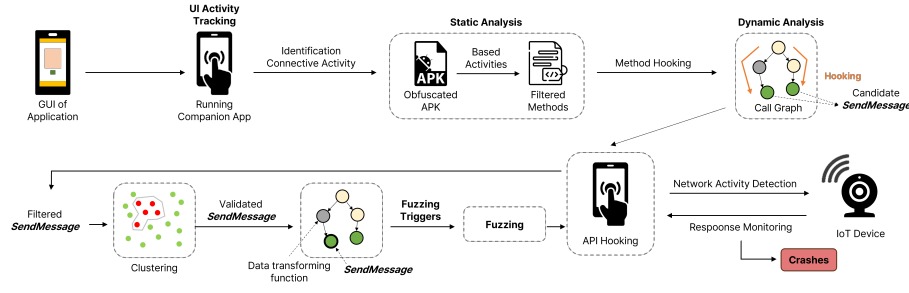 UI Activity
Tracking
Static Analysis
Dynamic Analysis
Identification
Connective Activity
Based
Activities
Method Hooking
Hooking
APK
GUI of
Application
Running
Companion App
Obfuscated
APK
Filtered
Methods
Call Graph
Candidate
SendMessage
Filtered
SendMessage
Validated
SendMessage
Fuzzing
Triggers
Fuzzing
Network Activity Detection
Respoonse Monitoring
API Hooking
IoT Device
Clustering
Data transforming
function
SendMessage
Crashes